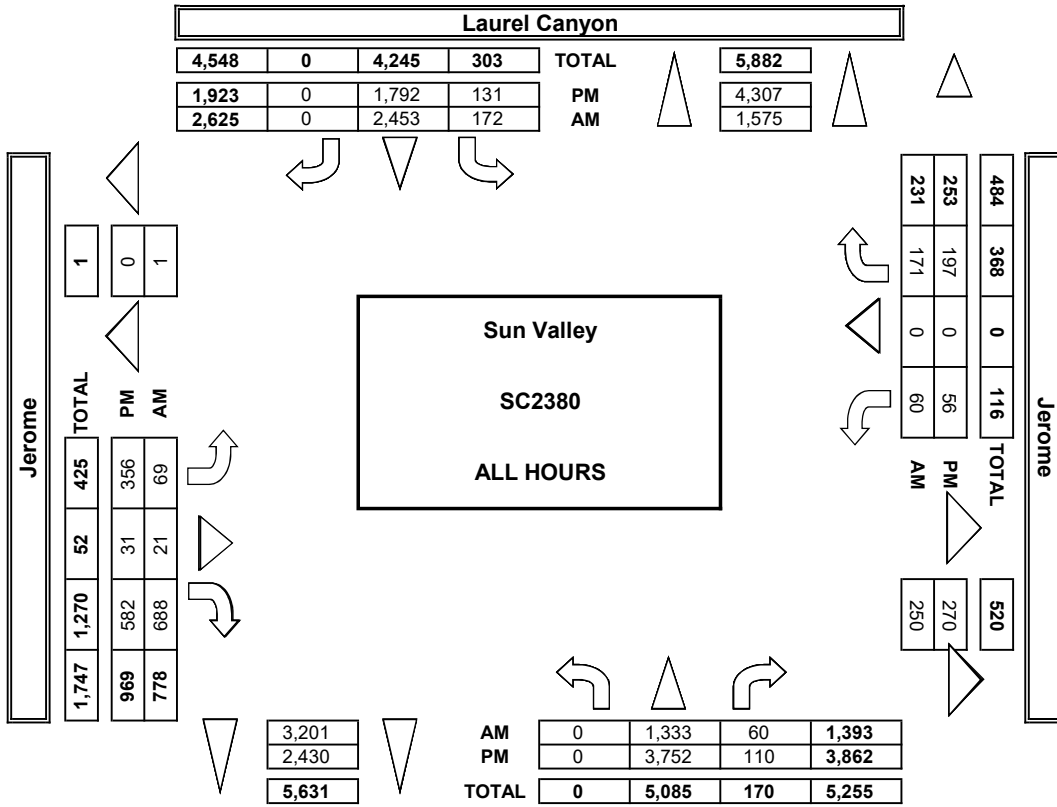 Laurel Canyon
4,548 0 4,245 303 TOTAL 5,882
1,923 0 1,792 131 PM 4,307
2,625 0 2,453 172 AM 1,575
Jerome
1
0
1
TOTAL 425 52 1,270 1,747
PM 356 31 582 969
AM 69 21 688 778
Sun Valley
SC2380
ALL HOURS
484 368 0 116 TOTAL 520
253 197 0 56 PM 270
231 171 0 60 AM 250
Jerome
3,201 AM 0 1,333 60 1,393
2,430 PM 0 3,752 110 3,862
5,631 TOTAL 0 5,085 170 5,255